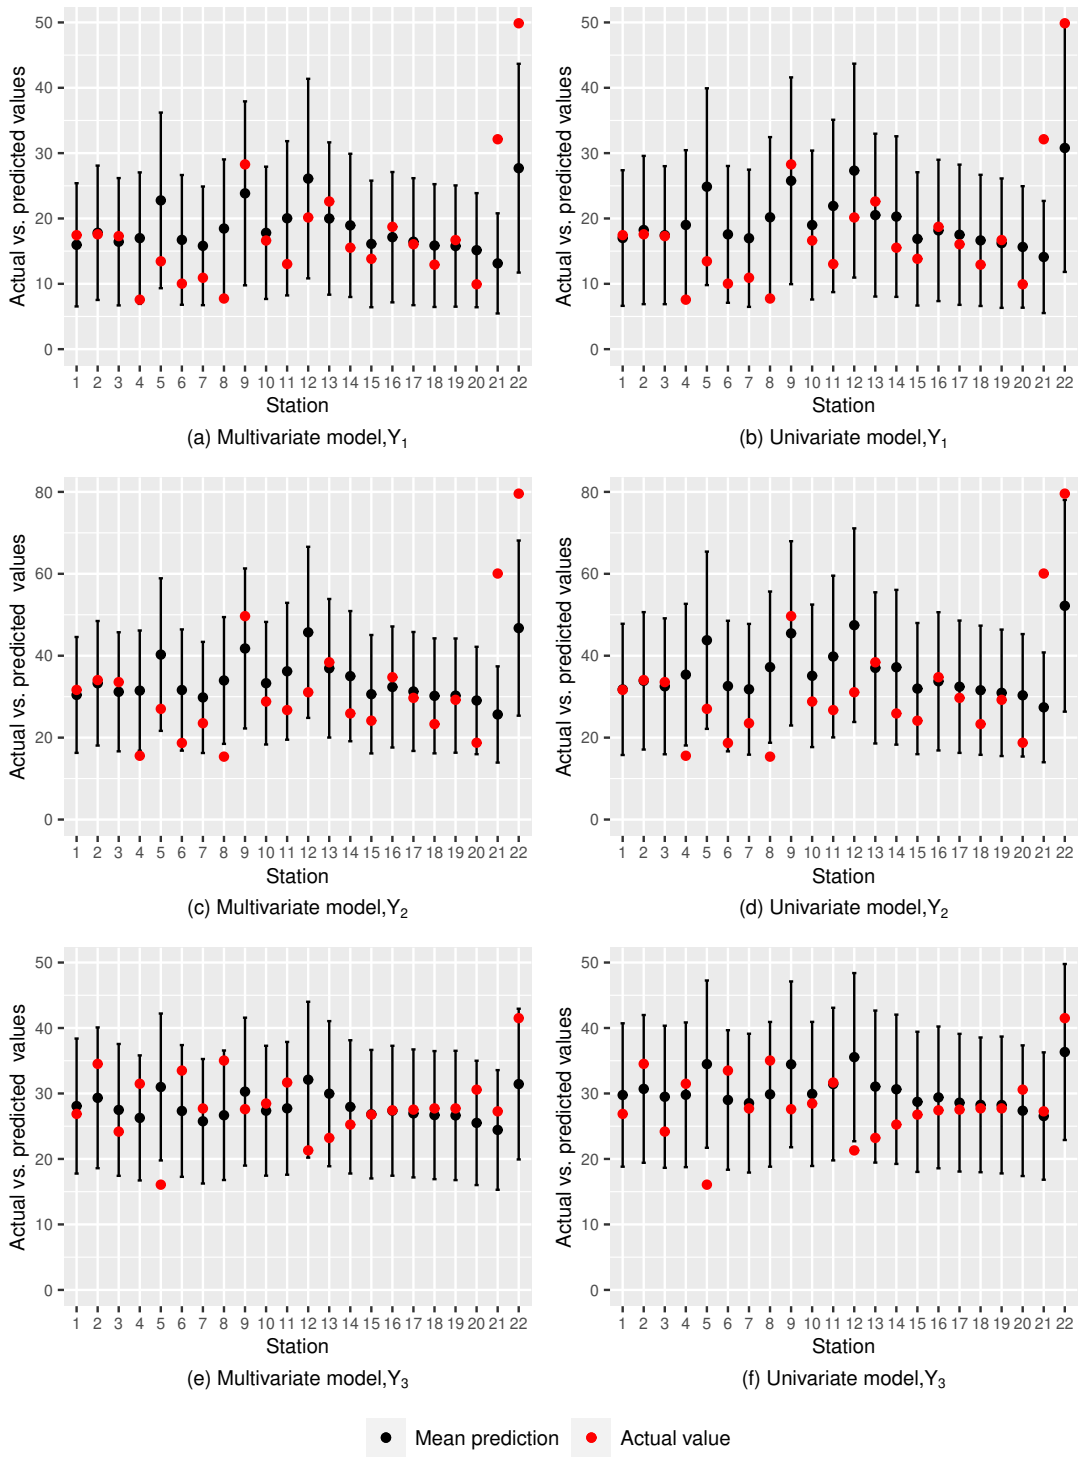 Actual vs. predicted values
50
40
30
20
10
0
1 2 3 4 5 6 7 8 9 10 11 12 13 14 15 16 17 18 19 20 21 22
Station
(a) Multivariate model,Y₁
Actual vs. predicted values
50
40
30
20
10
0
1 2 3 4 5 6 7 8 9 10 11 12 13 14 15 16 17 18 19 20 21 22
Station
(b) Univariate model,Y₁
Actual vs. predicted values
80
60
40
20
0
1 2 3 4 5 6 7 8 9 10 11 12 13 14 15 16 17 18 19 20 21 22
Station
(c) Multivariate model,Y₂
Actual vs. predicted values
80
60
40
20
0
1 2 3 4 5 6 7 8 9 10 11 12 13 14 15 16 17 18 19 20 21 22
Station
(d) Univariate model,Y₂
Actual vs. predicted values
50
40
30
20
10
0
1 2 3 4 5 6 7 8 9 10 11 12 13 14 15 16 17 18 19 20 21 22
Station
(e) Multivariate model,Y₃
Actual vs. predicted values
50
40
30
20
10
0
1 2 3 4 5 6 7 8 9 10 11 12 13 14 15 16 17 18 19 20 21 22
Station
(f) Univariate model,Y₃
Mean prediction Actual value